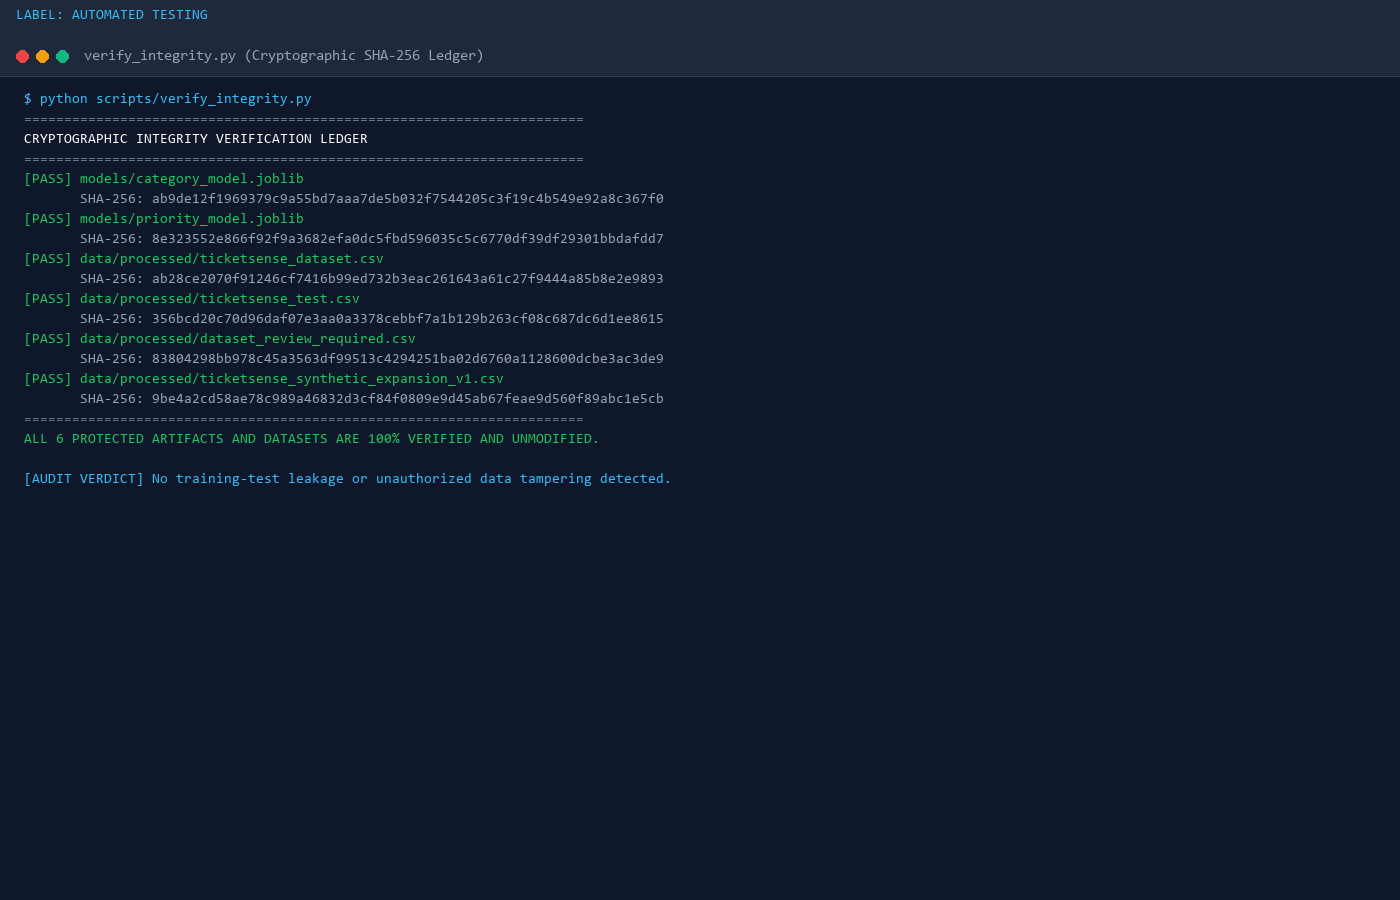 LABEL: AUTOMATED TESTING
verify_integrity.py (Cryptographic SHA-256 Ledger)
$ python scripts/verify_integrity.py
======================================================================
CRYPTOGRAPHIC INTEGRITY VERIFICATION LEDGER
======================================================================
[PASS] models/category_model.joblib
SHA-256: ab9de12f1969379c9a55bd7aaa7de5b032f7544205c3f19c4b549e92a8c367f0
[PASS] models/priority_model.joblib
SHA-256: 8e323552e866f92f9a3682efa0dc5fbd596035c5c6770df39df29301bbdafdd7
[PASS] data/processed/ticketsense_dataset.csv
SHA-256: ab28ce2070f91246cf7416b99ed732b3eac261643a61c27f9444a85b8e2e9893
[PASS] data/processed/ticketsense_test.csv
SHA-256: 356bcd20c70d96daf07e3aa0a3378cebbf7a1b129b263cf08c687dc6d1ee8615
[PASS] data/processed/dataset_review_required.csv
SHA-256: 83804298bb978c45a3563df99513c4294251ba02d6760a1128600dcbe3ac3de9
[PASS] data/processed/ticketsense_synthetic_expansion_v1.csv
SHA-256: 9be4a2cd58ae78c989a46832d3cf84f0809e9d45ab67feae9d560f89abc1e5cb
======================================================================
ALL 6 PROTECTED ARTIFACTS AND DATASETS ARE 100% VERIFIED AND UNMODIFIED.
[AUDIT VERDICT] No training-test leakage or unauthorized data tampering detected.